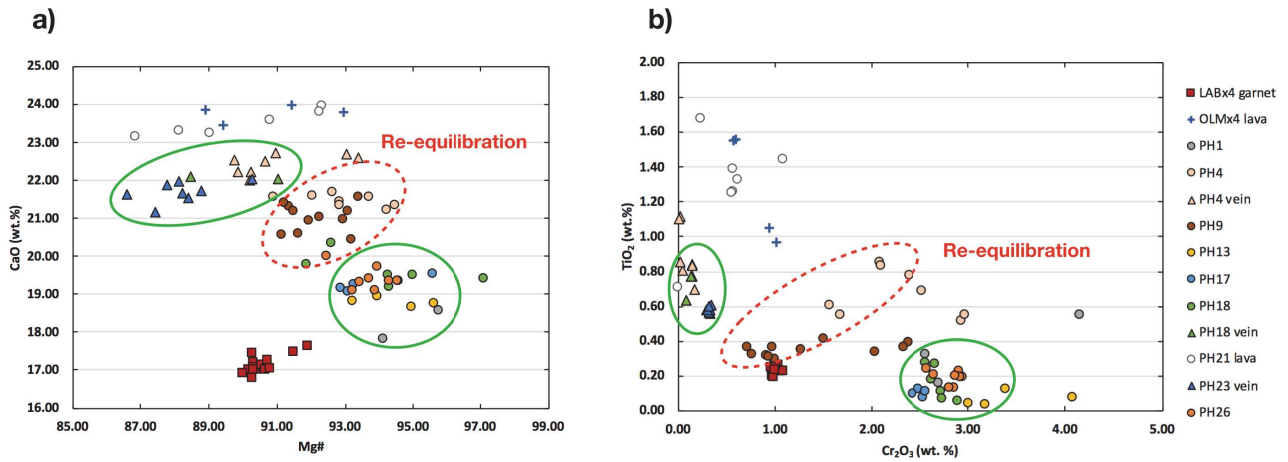 a)
25.00
24.00
23.00
22.00
21.00
20.00
19.00
18.00
17.00
16.00
CaO (wt.%)
Re-equilibration
85.00 87.00 89.00 91.00 93.00 95.00 97.00 99.00
Mg#
b)
2.00
1.80
1.60
1.40
1.20
1.00
0.80
0.60
0.40
0.20
0.00
TiO₂ (wt.%)
Re-equilibration
0.00 1.00 2.00 3.00 4.00 5.00
Cr₂O₃ (wt. %)
LABx4 garnet
OLMx4 lava
PH1
PH4
PH4 vein
PH9
PH13
PH17
PH18
PH18 vein
PH21 lava
PH23 vein
PH26